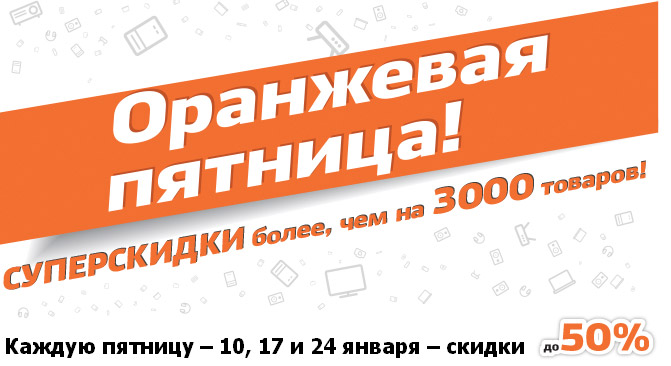 Оранжевая
пятница!
СУПЕРСКИДКИ более, чем на 3000 товаров!
Каждую пятницу – 10, 17 и 24 января – скидки до 50%